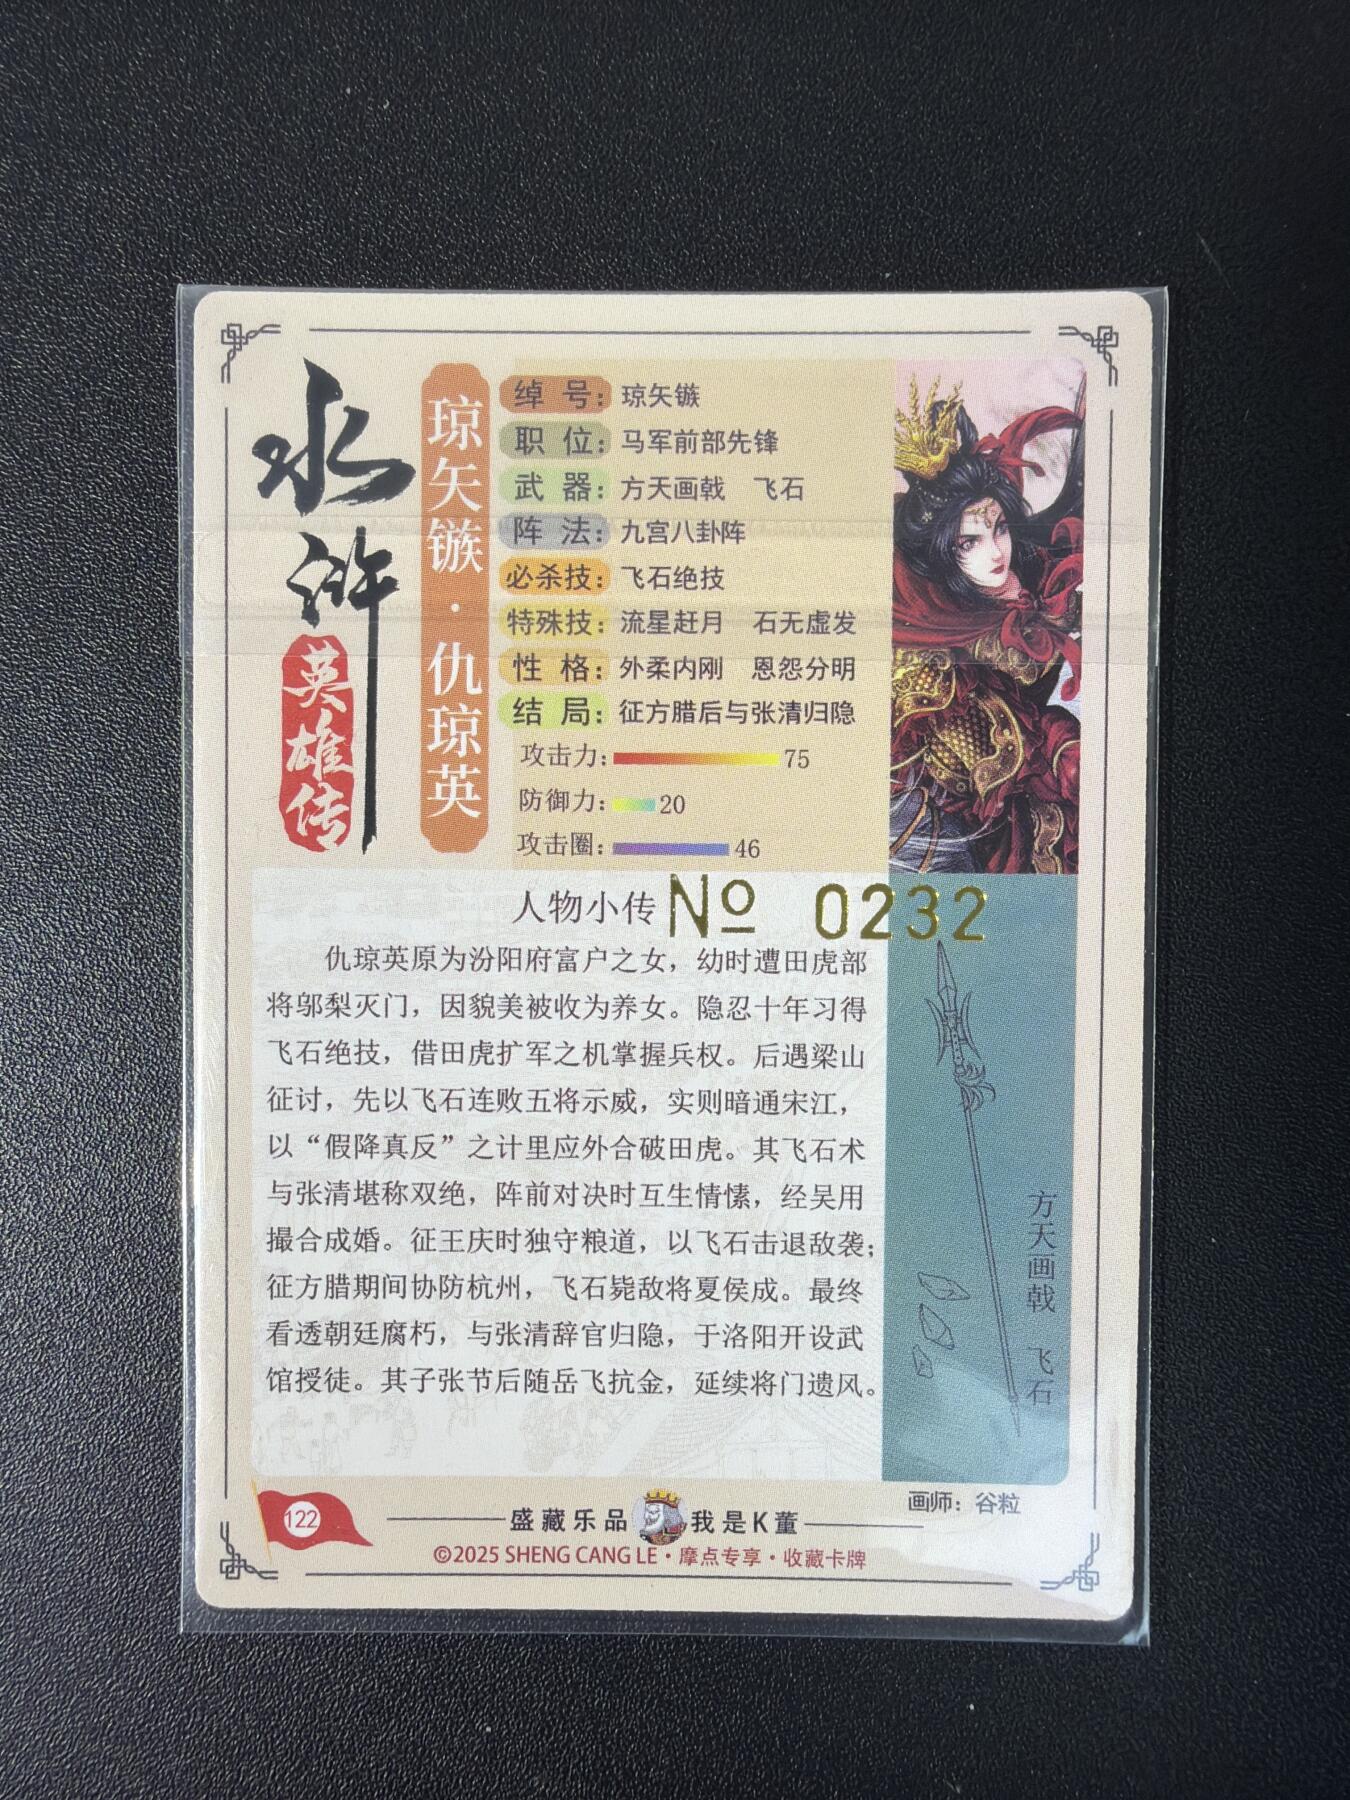 水浒
英雄传
琼矢镞·仇琼英
绰 号：琼矢镞
职 位：马军前部先锋
武 器：方天画戟 飞石
阵 法：九宫八卦阵
必杀技：飞石绝技
特殊技：流星赶月 石无虚发
性 格：外柔内刚 恩怨分明
结 局：征方腊后与张清归隐
攻击力：75
防御力：20
攻击圈：46
人物小传
№ 0232
仇琼英原为汾阳府富户之女，幼时遭田虎部
将邬梨灭门，因貌美被收为养女。隐忍十年习得
飞石绝技，借田虎扩军之机掌握兵权。后遇梁山
征讨，先以飞石连败五将示威，实则暗通宋江，
以“假降真反”之计里应外合破田虎。其飞石术
与张清堪称双绝，阵前对决时互生情愫，经吴用
撮合成婚。征王庆时独守粮道，以飞石击退敌袭；
征方腊期间协防杭州，飞石毙敌将夏侯成。最终
看透朝廷腐朽，与张清辞官归隐，于洛阳开设武
馆授徒。其子张节后随岳飞抗金，延续将门遗风。
方天画戟 飞石
画师：谷粒
122
盛藏乐品 我是K董
©2025 SHENG CANG LE·摩点专享·收藏卡牌